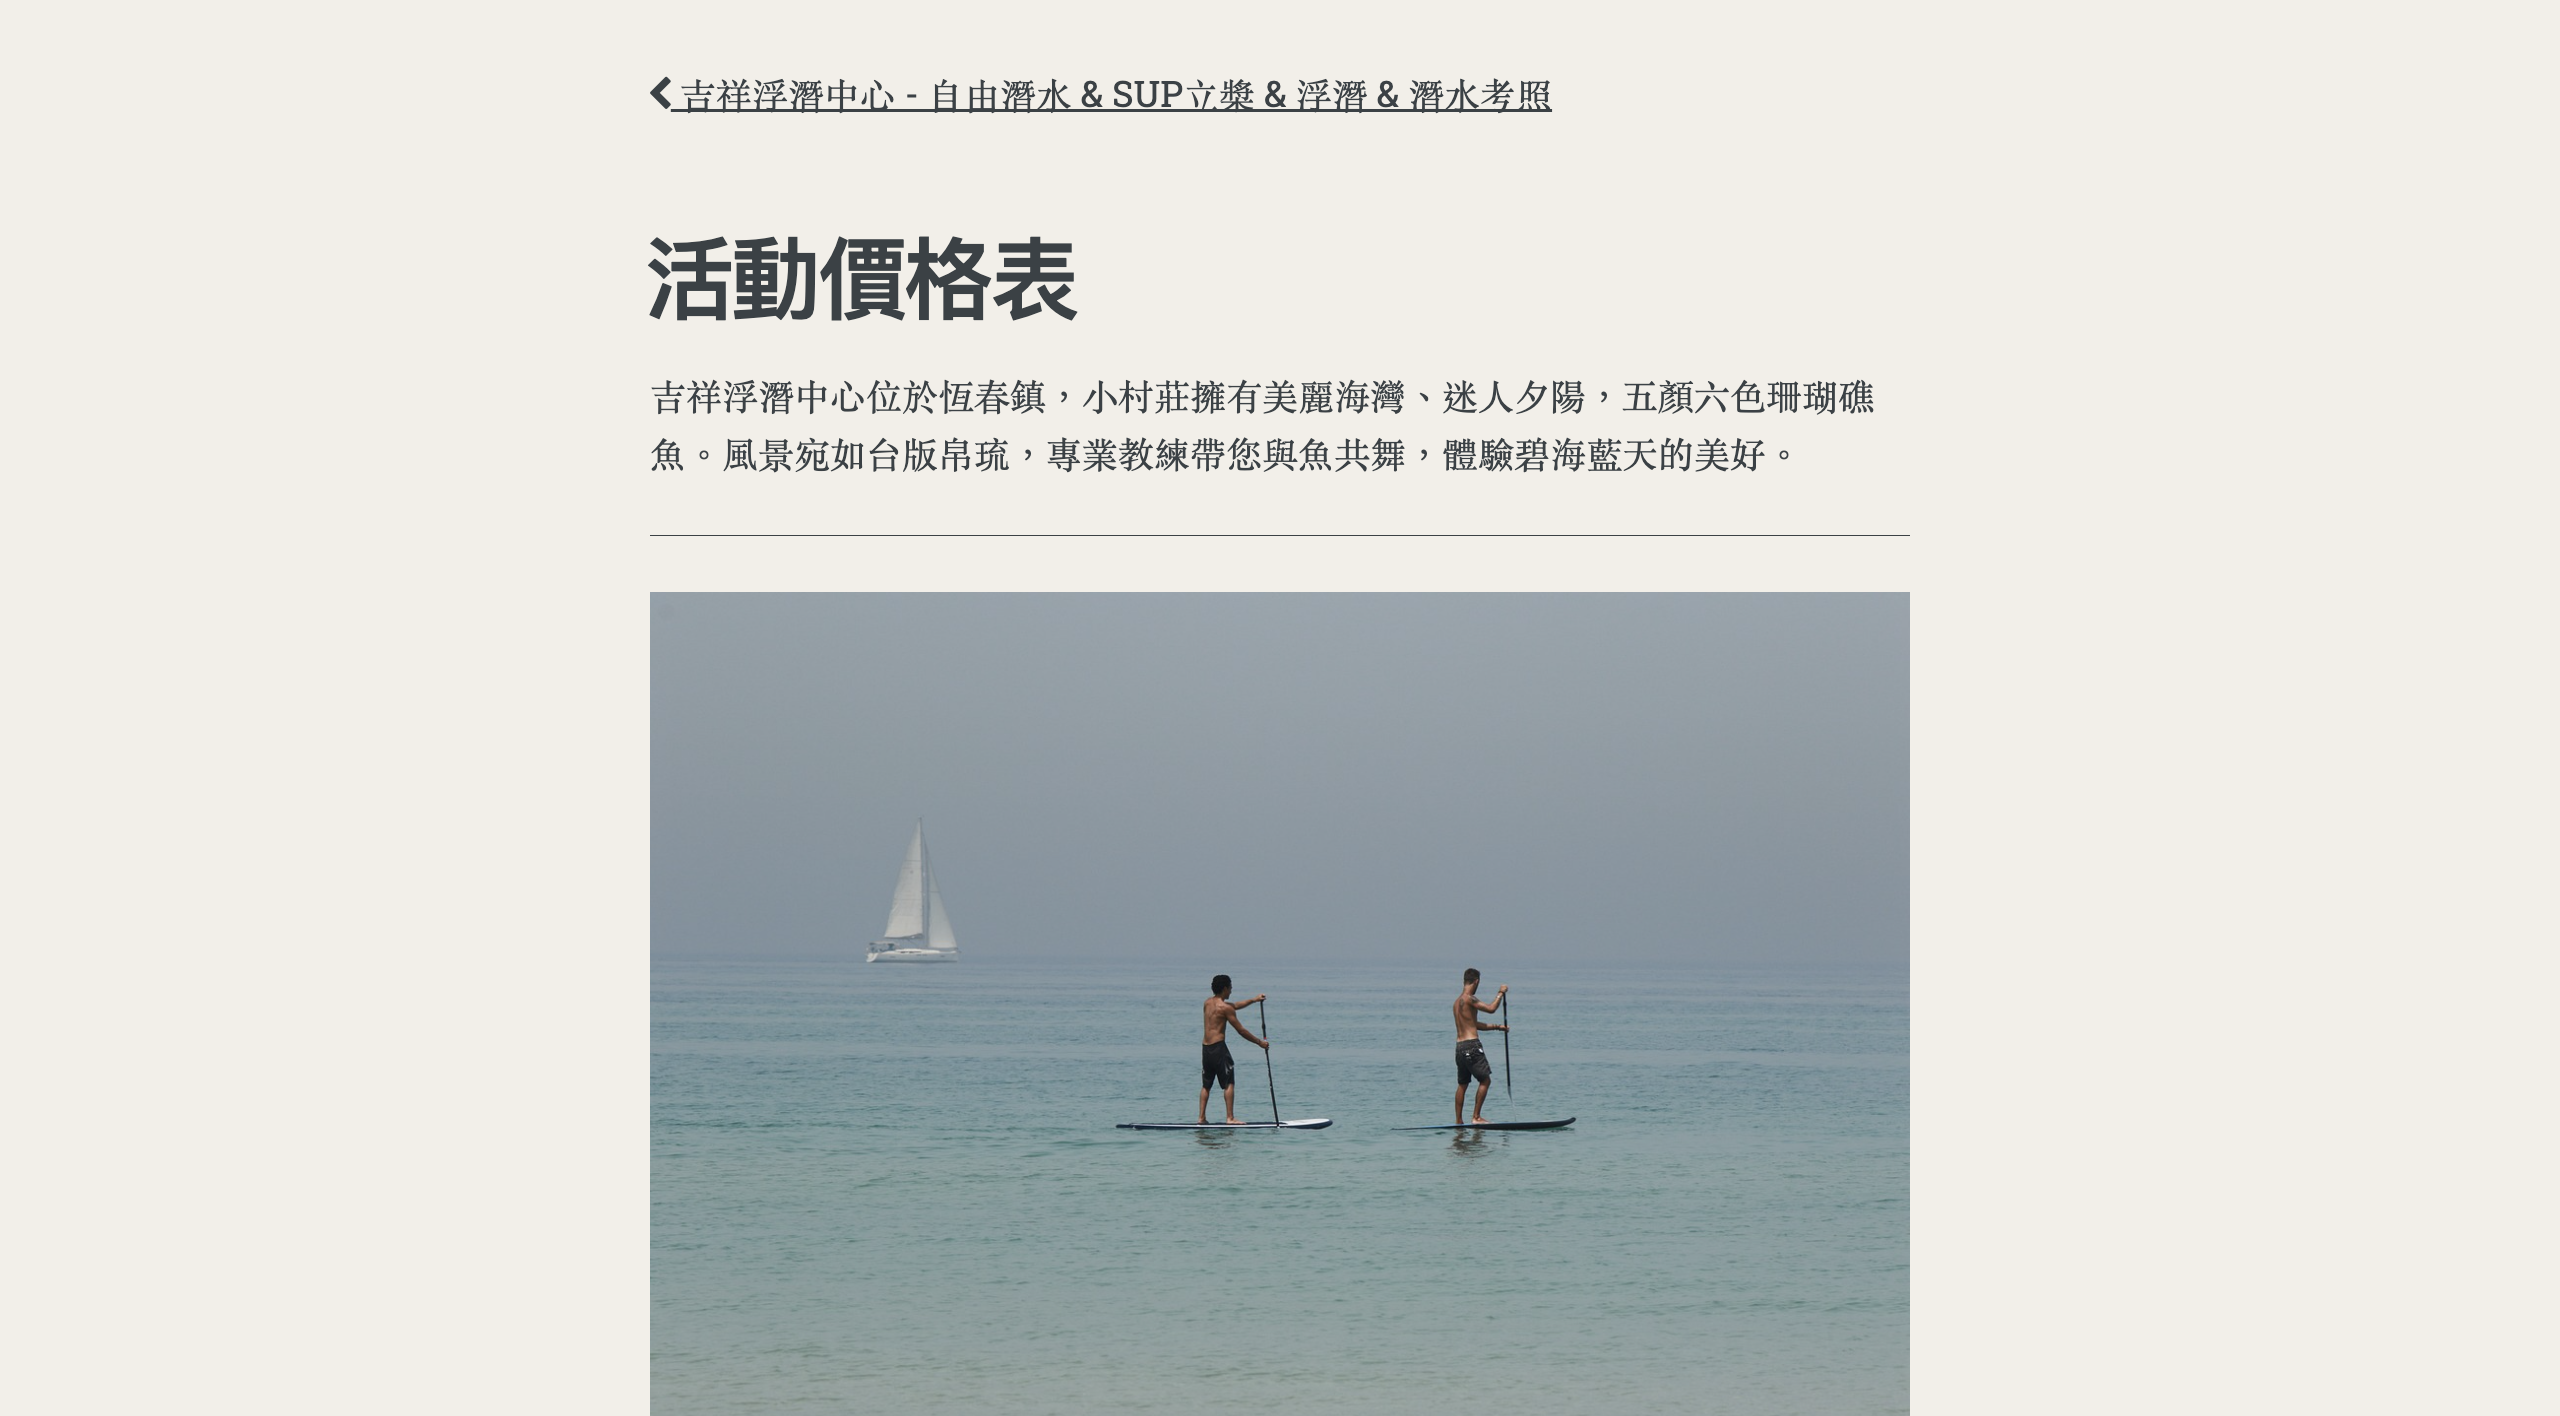 吉祥浮潛中心 - 自由潛水 & SUP立槳 & 浮潛 & 潛水考照
活動價格表
吉祥浮潛中心位於恆春鎮，小村莊擁有美麗海灣、迷人夕陽，五顏六色珊瑚礁
魚。風景宛如台版帛琉，專業教練帶您與魚共舞，體驗碧海藍天的美好。